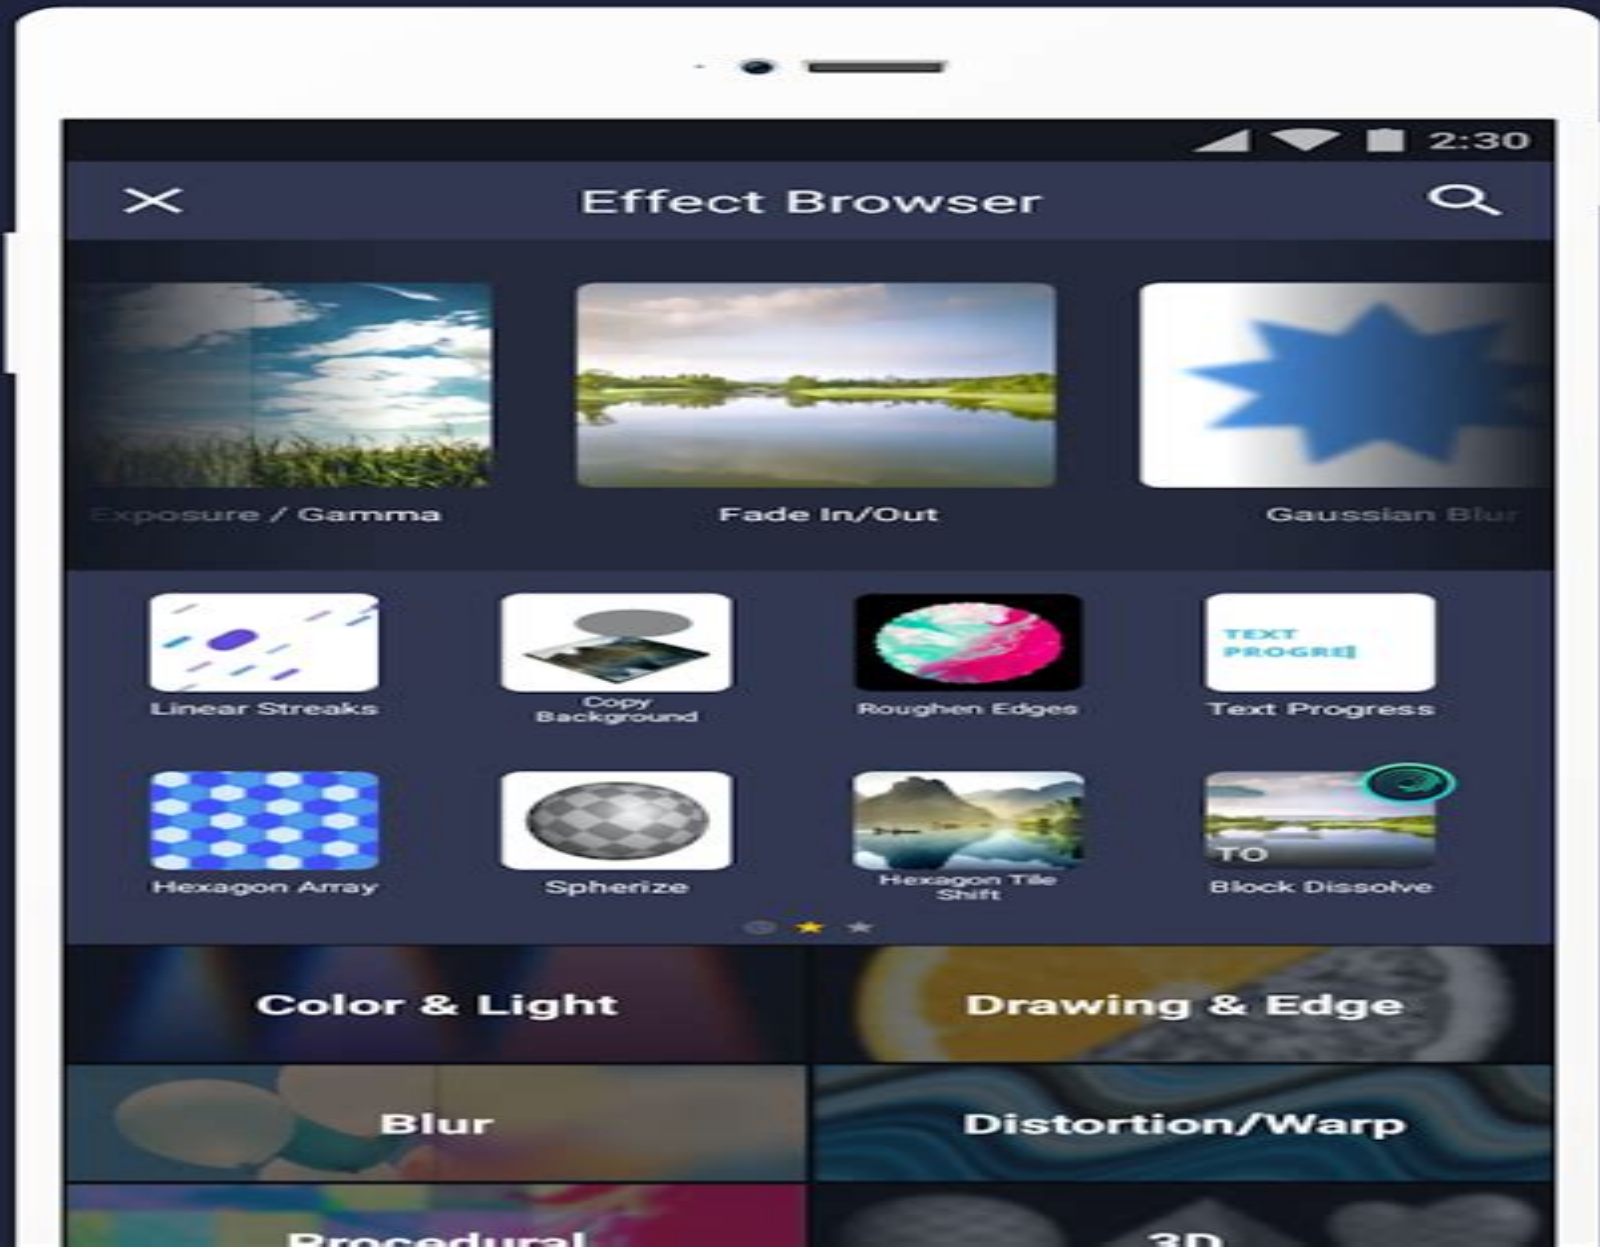 2:30
Effect Browser
Exposure / Gamma
Fade In/Out
Gaussian Blur
TEXT
PROGRE
Linear Streaks
Copy
Background
Roughen Edges
Text Progress
TO
Hexagon Array
Spherize
Hexagon Tile
Shift
Block Dissolve
Color & Light
Drawing & Edge
Blur
Distortion/Warp
Procedural
3D